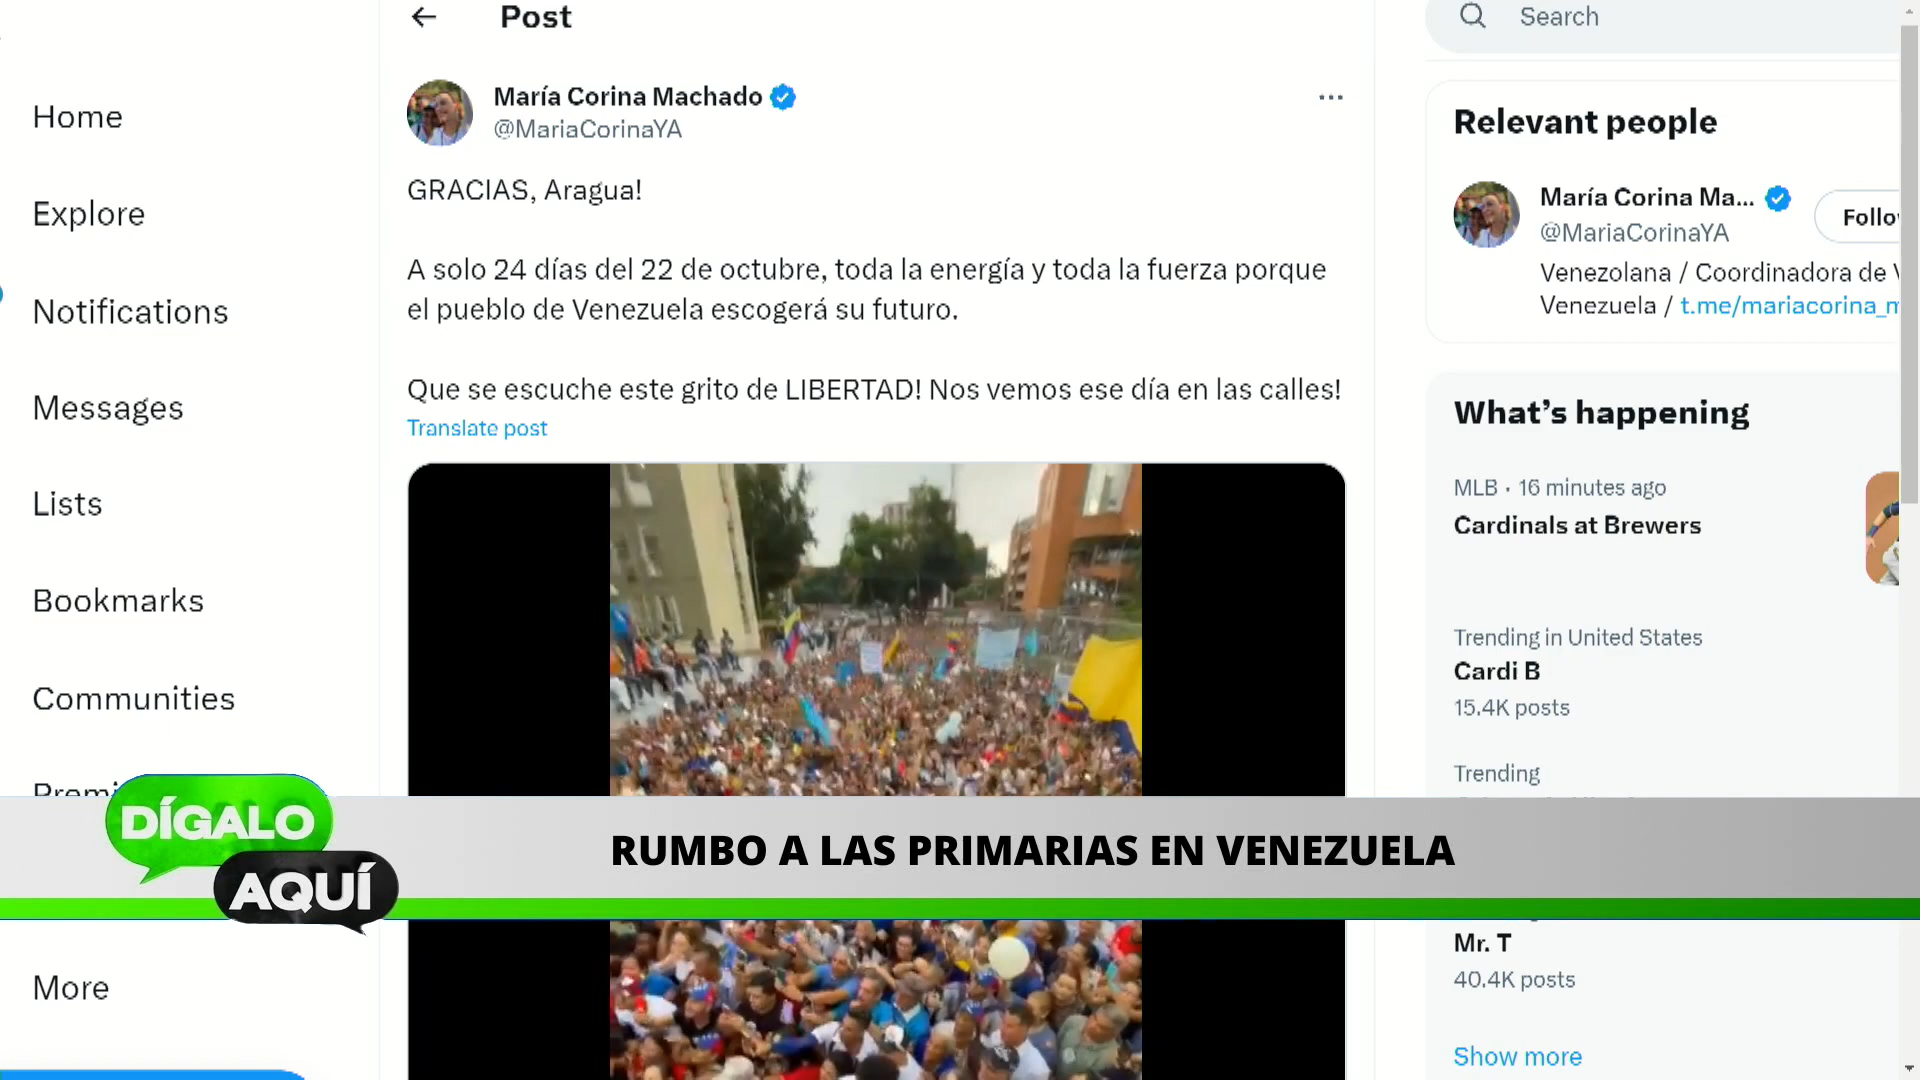 Post
Search
Home
Explore
Notifications
Messages
Lists
Bookmarks
Communities
More
María Corina Machado
@MariaCorinaYA
GRACIAS, Aragua!
A solo 24 días del 22 de octubre, toda la energía y toda la fuerza porque
el pueblo de Venezuela escogerá su futuro.
Que se escuche este grito de LIBERTAD! Nos vemos ese día en las calles!
Translate post
Relevant people
María Corina Ma...
@MariaCorinaYA
Venezolana / Coordinadora de
Venezuela / t.me/mariacorina_
What's happening
MLB · 16 minutes ago
Cardinals at Brewers
Trending in United States
Cardi B
15.4K posts
Trending
Mr. T
40.4K posts
Show more
DÍGALO
AQUÍ
RUMBO A LAS PRIMARIAS EN VENEZUELA